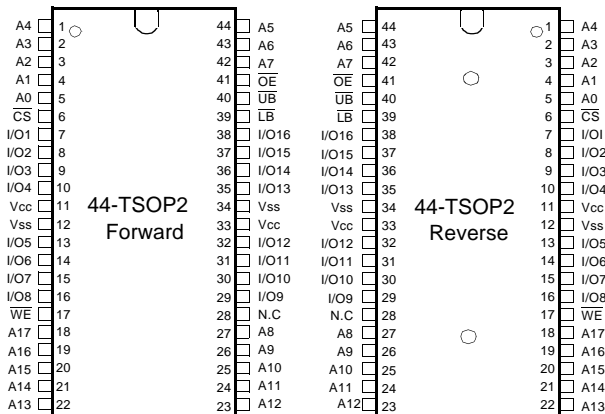 A4 1 44 A5
A3 2 43 A6
A2 3 42 A7
A1 4 41 OE
A0 5 40 UB
CS 6 39 LB
I/O1 7 38 I/O16
I/O2 8 37 I/O15
I/O3 9 36 I/O14
I/O4 10 35 I/O13
Vcc 11 34 Vss
Vss 12 33 Vcc
I/O5 13 32 I/O12
I/O6 14 31 I/O11
I/O7 15 30 I/O10
I/O8 16 29 I/O9
WE 17 28 N.C
A17 18 27 A8
A16 19 26 A9
A15 20 25 A10
A14 21 24 A11
A13 22 23 A12
44-TSOP2
Forward
A5 44 1 A4
A6 43 2 A3
A7 42 3 A2
OE 41 4 A1
UB 40 5 A0
LB 39 6 CS
I/O16 38 7 I/OI
I/O15 37 8 I/O2
I/O14 36 9 I/O3
I/O13 35 10 I/O4
Vss 34 11 Vcc
Vcc 33 12 Vss
I/O12 32 13 I/O5
I/O11 31 14 I/O6
I/O10 30 15 I/O7
I/O9 29 16 I/O8
N.C 28 17 WE
A8 27 18 A17
A9 26 19 A16
A10 25 20 A15
A11 24 21 A14
A12 23 22 A13
44-TSOP2
Reverse